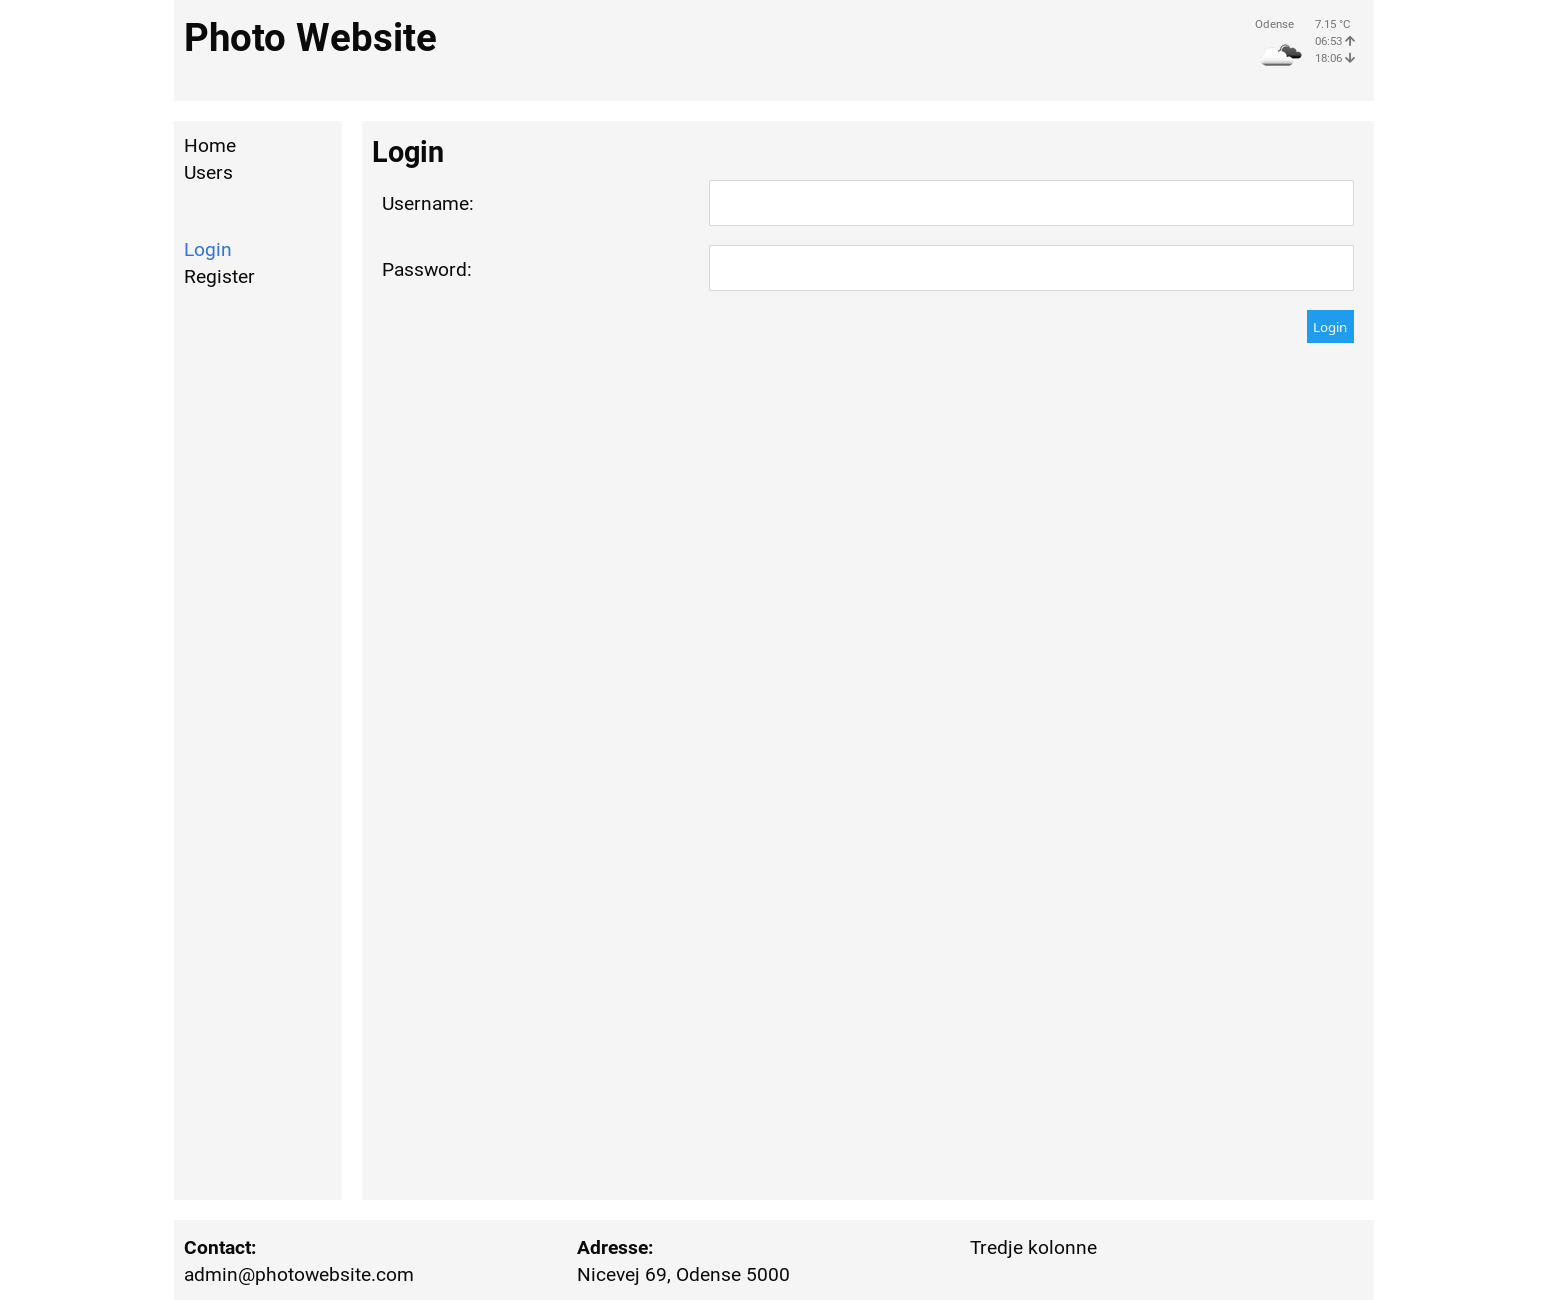 Photo Website
Odense
7.15 °C
06:53
18:06
Home
Users
Login
Register
Login
Username:
Password:
Login
Contact:
admin@photowebsite.com
Adresse:
Nicevej 69, Odense 5000
Tredje kolonne